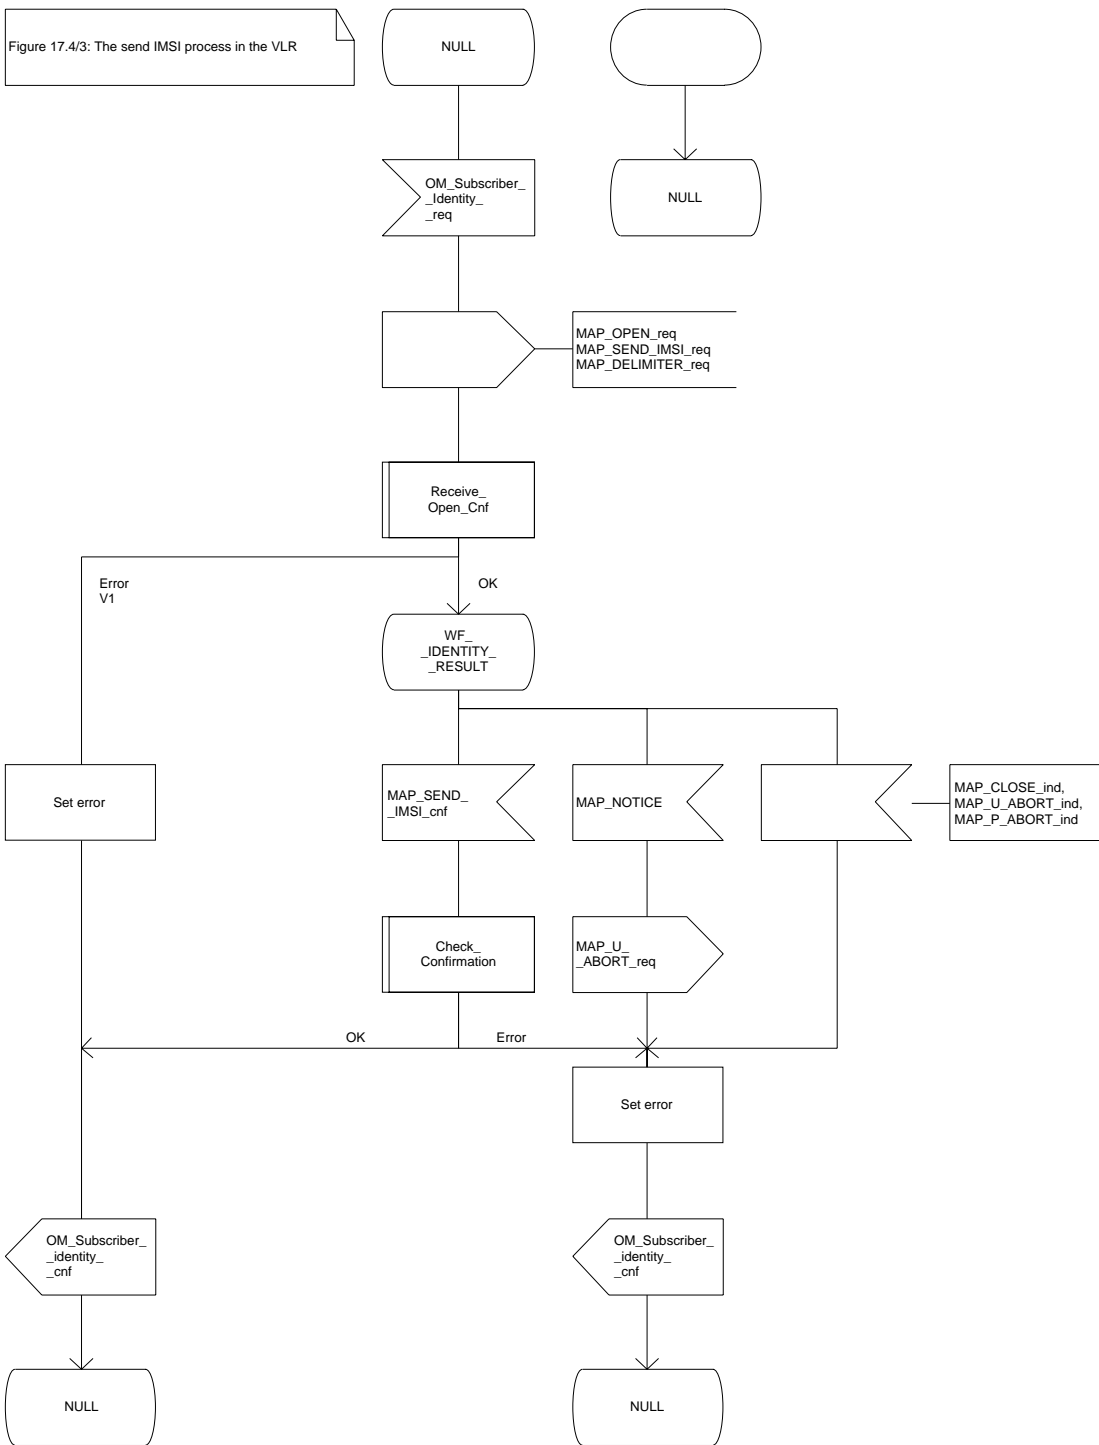 Figure 17.4/3: The send IMSI process in the VLR
NULL
OM_Subscriber_
_Identity_
_req
NULL
MAP_OPEN_req
MAP_SEND_IMSI_req
MAP_DELIMITER_req
Receive_
Open_Cnf
Error
V1
OK
WF_
_IDENTITY_
_RESULT
Set error
MAP_SEND_
_IMSI_cnf
MAP_NOTICE
MAP_CLOSE_ind,
MAP_U_ABORT_ind,
MAP_P_ABORT_ind
Check_
Confirmation
MAP_U_
_ABORT_req
OK
Error
Set error
OM_Subscriber_
_identity_
_cnf
OM_Subscriber_
_identity_
_cnf
NULL
NULL